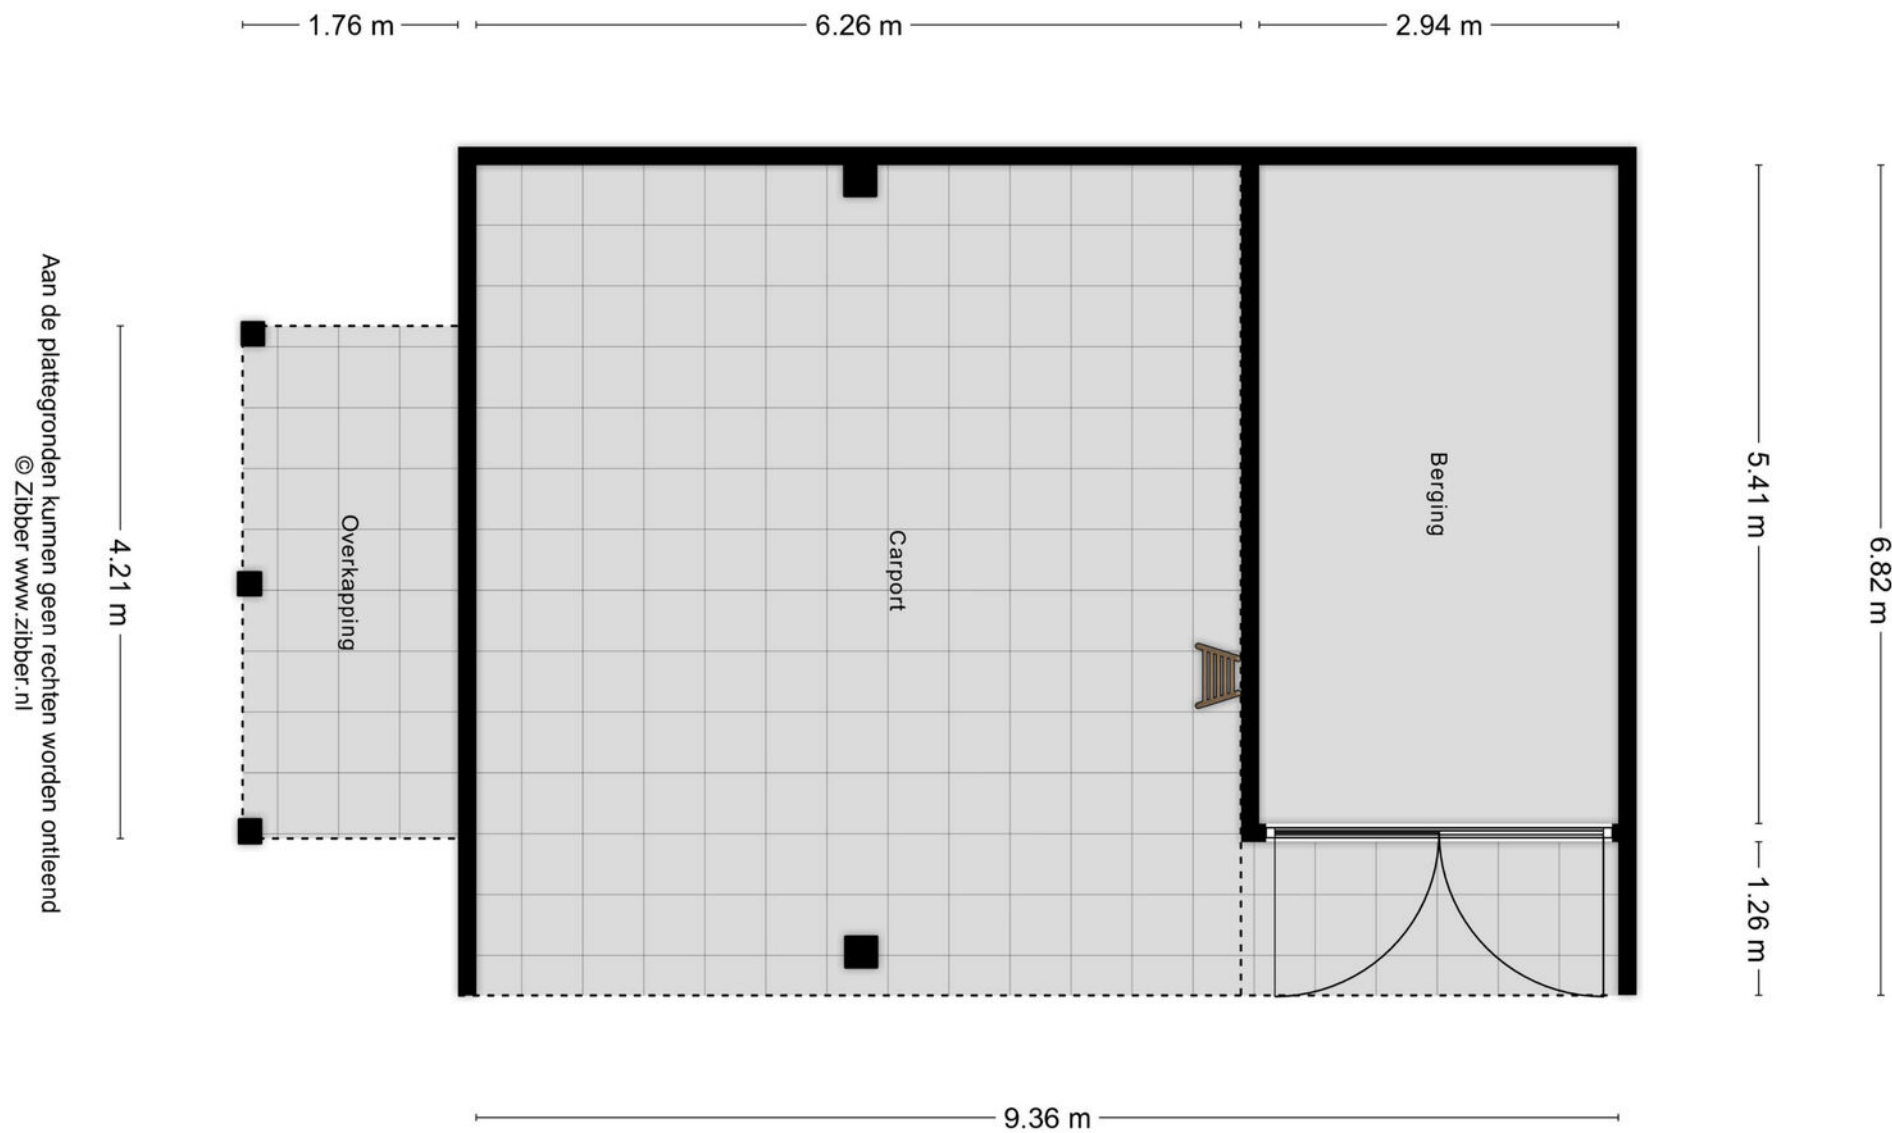 1.76 m
6.26 m
2.94 m
Berging
Carport
Overkapping
5.41 m
6.82 m
4.21 m
1.26 m
9.36 m
Aan de plattegronden kunnen geen rechten worden ontleend
© Zibber www.zibber.nl